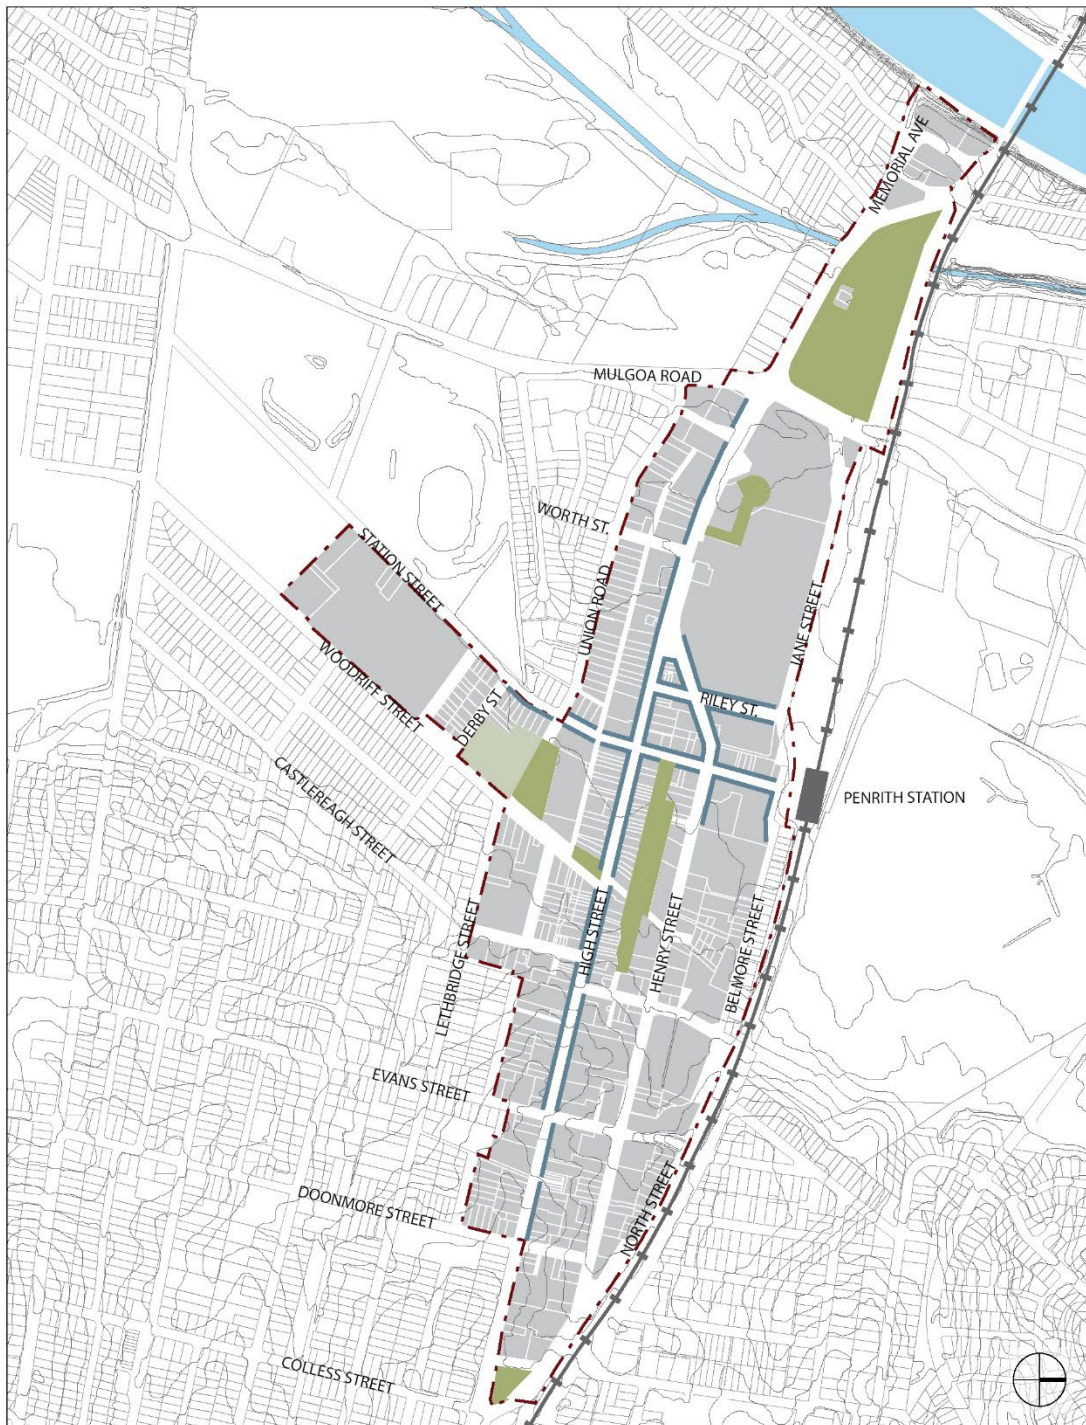 MEMORIAL AVE
MULGOA ROAD
WORTH ST.
STATION STREET
UNION ROAD
JANE STREET
WOODRIFF STREET
DERBY ST
RILEY ST.
CASTLEREAGH STREET
PENRITH STATION
LETHBRIDGE STREET
HIGH STREET
HENRY STREET
BELMORE STREET
EVANS STREET
DOONMORE STREET
NORTH STREET
COLLESS STREET